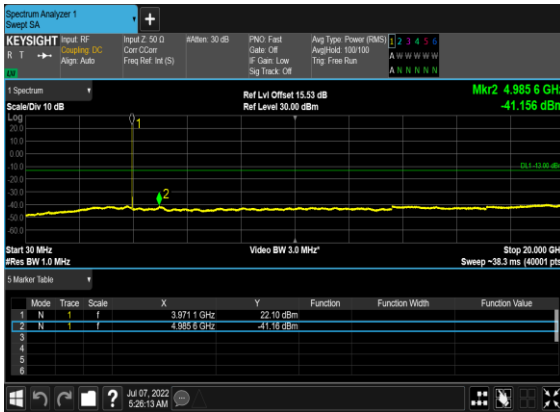 Spectrum Analyzer 1
Swept SA
KEYSIGHT Input: RF Input Z: 50 Ω #Atten: 30 dB PNO: Fast Avg Type: Power (RMS) 1 2 3 4 5 6
R T Coupling: DC Corr CCorr Gate: Off Avg|Hold: 100/100 A W W W W W
Align: Auto Freq Ref: Int (S) IF Gain: Low Trig: Free Run
Sig Track: Off A N N N N N
1 Spectrum
Scale/Div 10 dB
Ref Lvl Offset 15.53 dB
Ref Level 30.00 dBm
Mkr2 4.985 6 GHz
-41.156 dBm
Log
20.0
10.0
0.00
-10.0
-20.0
-30.0
-40.0
-50.0
-60.0
1
2
DL1 -13.00 dBm
Start 30 MHz Video BW 3.0 MHz* Stop 20.000 GHz
#Res BW 1.0 MHz Sweep ~38.3 ms (40001 pts)
5 Marker Table
Mode Trace Scale X Y Function Function Width Function Value
1 N 1 f 3.971 1 GHz 22.10 dBm
2 N 1 f 4.985 6 GHz -41.16 dBm
3
4
5
6
Jul 07, 2022
5:26:13 AM